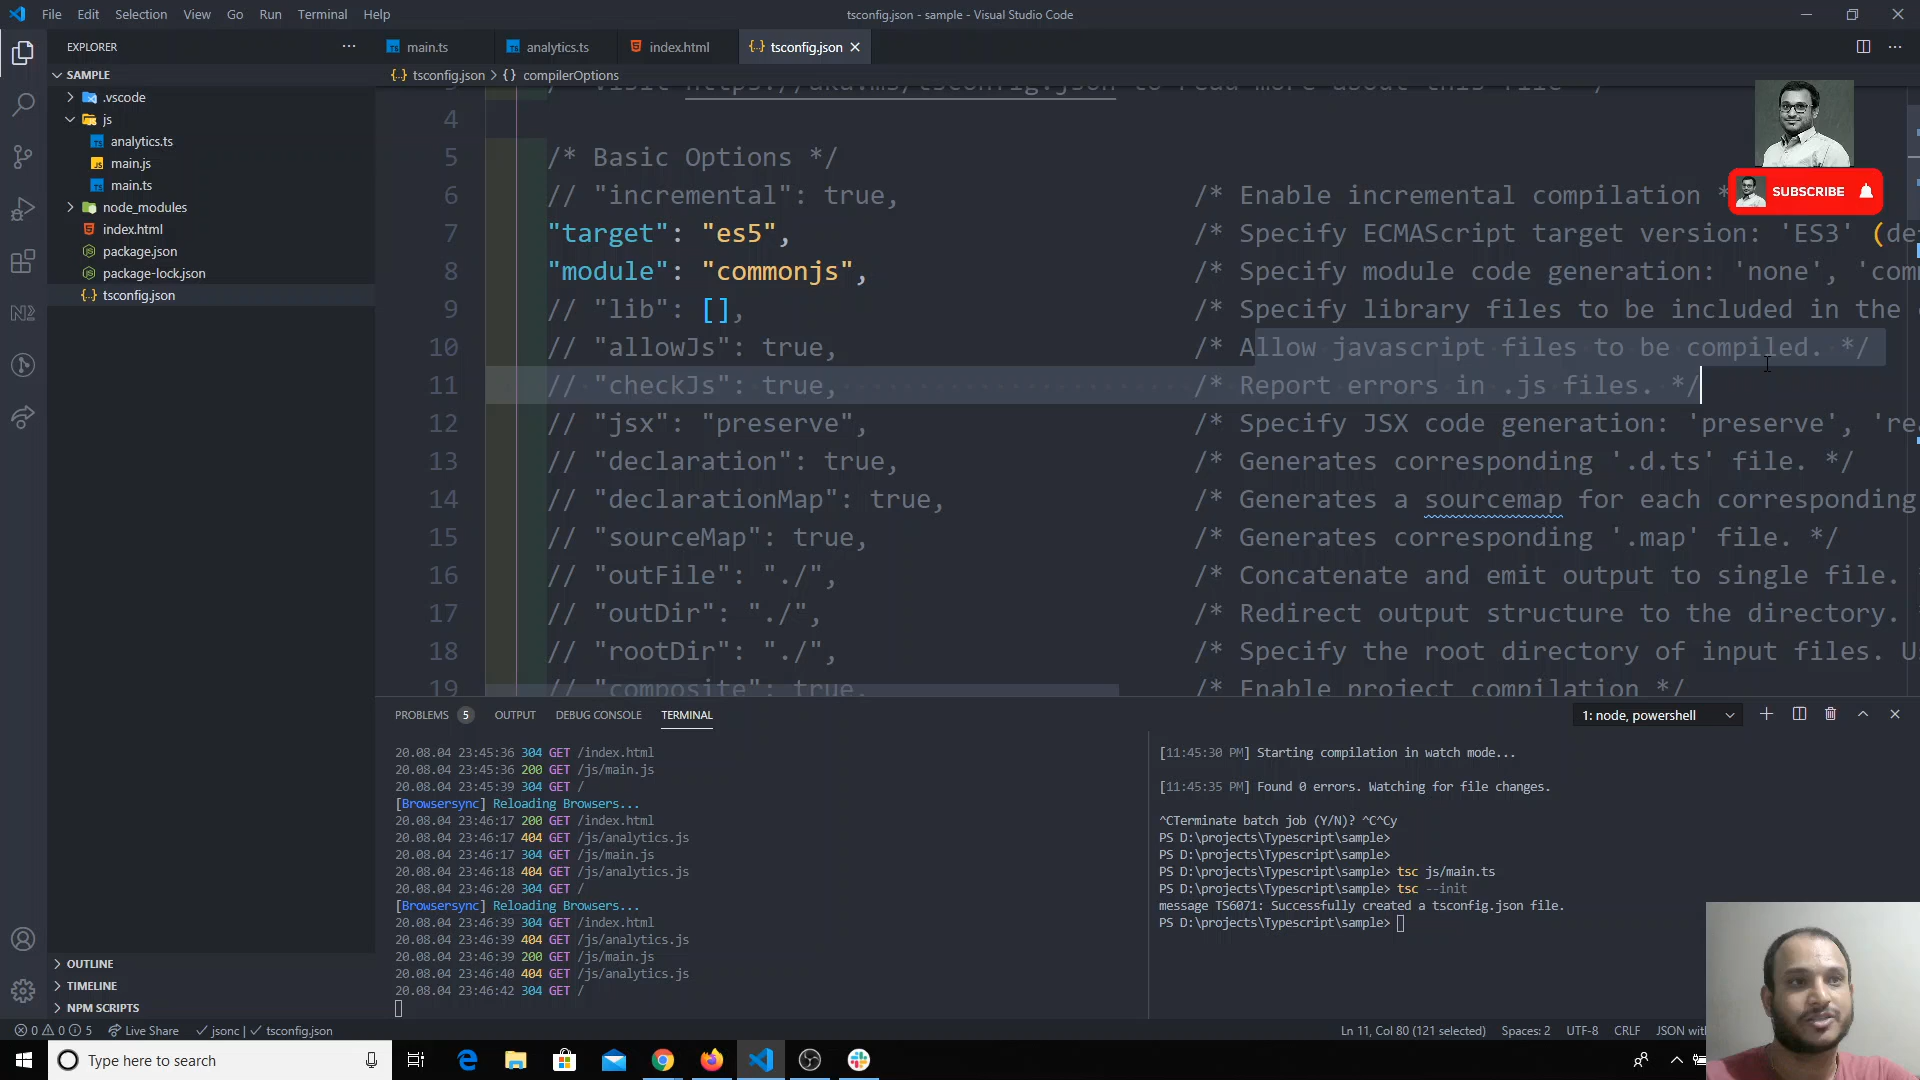 File Edit Selection View Go Run Terminal Help
tsconfig.json - sample - Visual Studio Code
EXPLORER
SAMPLE
.vscode
js
analytics.ts
main.js
main.ts
node_modules
index.html
package.json
package-lock.json
tsconfig.json
OUTLINE
TIMELINE
NPM SCRIPTS
main.ts analytics.ts index.html tsconfig.json
tsconfig.json > {} compilerOptions
3 /* Visit https://aka.ms/tsconfig.json to read more about this file */
4
5 /* Basic Options */
6 // "incremental": true, /* Enable incremental compilation *
7 "target": "es5", /* Specify ECMAScript target version: 'ES3' (de
8 "module": "commonjs", /* Specify module code generation: 'none', 'com
9 // "lib": [], /* Specify library files to be included in the
10 // "allowJs": true, /* Allow javascript files to be compiled. */
11 // "checkJs": true, /* Report errors in .js files. */
12 // "jsx": "preserve", /* Specify JSX code generation: 'preserve', 're
13 // "declaration": true, /* Generates corresponding '.d.ts' file. */
14 // "declarationMap": true, /* Generates a sourcemap for each corresponding
15 // "sourceMap": true, /* Generates corresponding '.map' file. */
16 // "outFile": "./", /* Concatenate and emit output to single file.
17 // "outDir": "./", /* Redirect output structure to the directory.
18 // "rootDir": "./", /* Specify the root directory of input files. U
19 // "composite": true, /* Enable project compilation */
SUBSCRIBE
PROBLEMS 5 OUTPUT DEBUG CONSOLE TERMINAL
1: node, powershell
20.08.04 23:45:36 304 GET /index.html
20.08.04 23:45:36 200 GET /js/main.js
20.08.04 23:45:39 304 GET /
[Browsersync] Reloading Browsers...
20.08.04 23:46:17 200 GET /index.html
20.08.04 23:46:17 404 GET /js/analytics.js
20.08.04 23:46:17 304 GET /js/main.js
20.08.04 23:46:18 404 GET /js/analytics.js
20.08.04 23:46:20 304 GET /
[Browsersync] Reloading Browsers...
20.08.04 23:46:39 304 GET /index.html
20.08.04 23:46:39 404 GET /js/analytics.js
20.08.04 23:46:39 200 GET /js/main.js
20.08.04 23:46:40 404 GET /js/analytics.js
20.08.04 23:46:42 304 GET /
[11:45:30 PM] Starting compilation in watch mode...
[11:45:35 PM] Found 0 errors. Watching for file changes.
^CTerminate batch job (Y/N)? ^C^Cy
PS D:\projects\Typescript\sample>
PS D:\projects\Typescript\sample>
PS D:\projects\Typescript\sample> tsc js/main.ts
PS D:\projects\Typescript\sample> tsc --init
message TS6071: Successfully created a tsconfig.json file.
PS D:\projects\Typescript\sample>
0 0 5 Live Share jsonc | tsconfig.json
Ln 11, Col 80 (121 selected) Spaces: 2 UTF-8 CRLF JSON wit
Type here to search